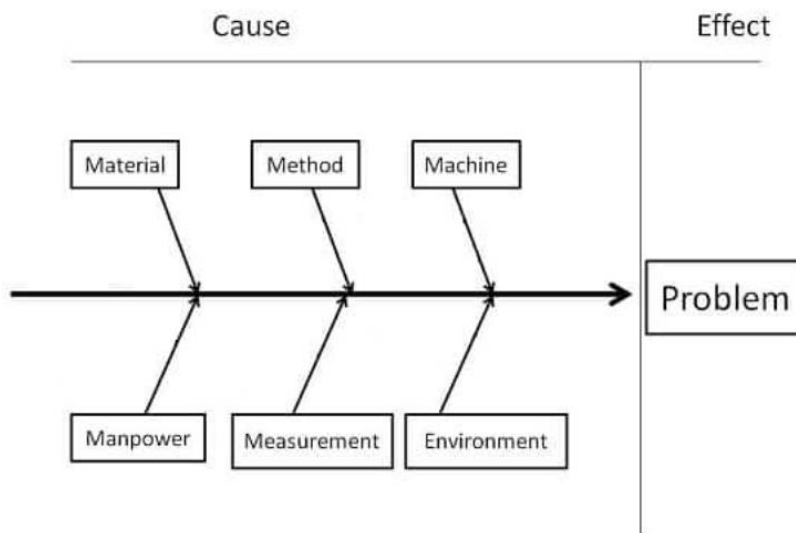 Cause
Effect
Material
Method
Machine
Problem
Manpower
Measurement
Environment